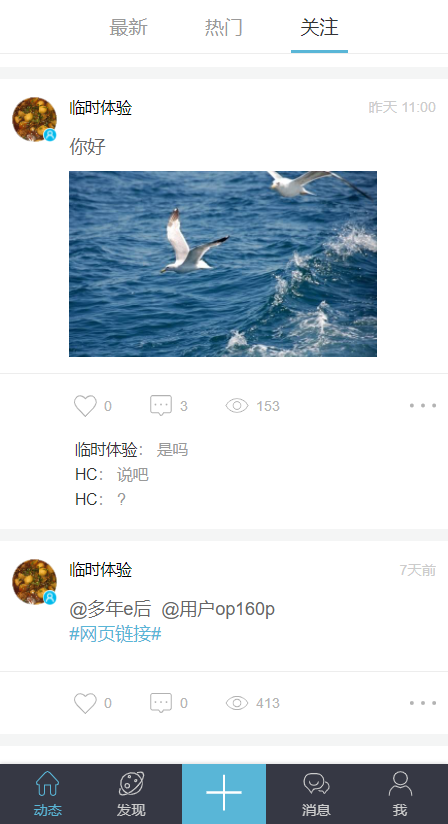 最新 热门 关注
临时体验 昨天 11:00
你好
0 3 153
临时体验: 是吗
HC: 说吧
HC: ?
临时体验 7天前
@多年e后 @用户op160p
#网页链接#
0 0 413
动态 发现 消息 我